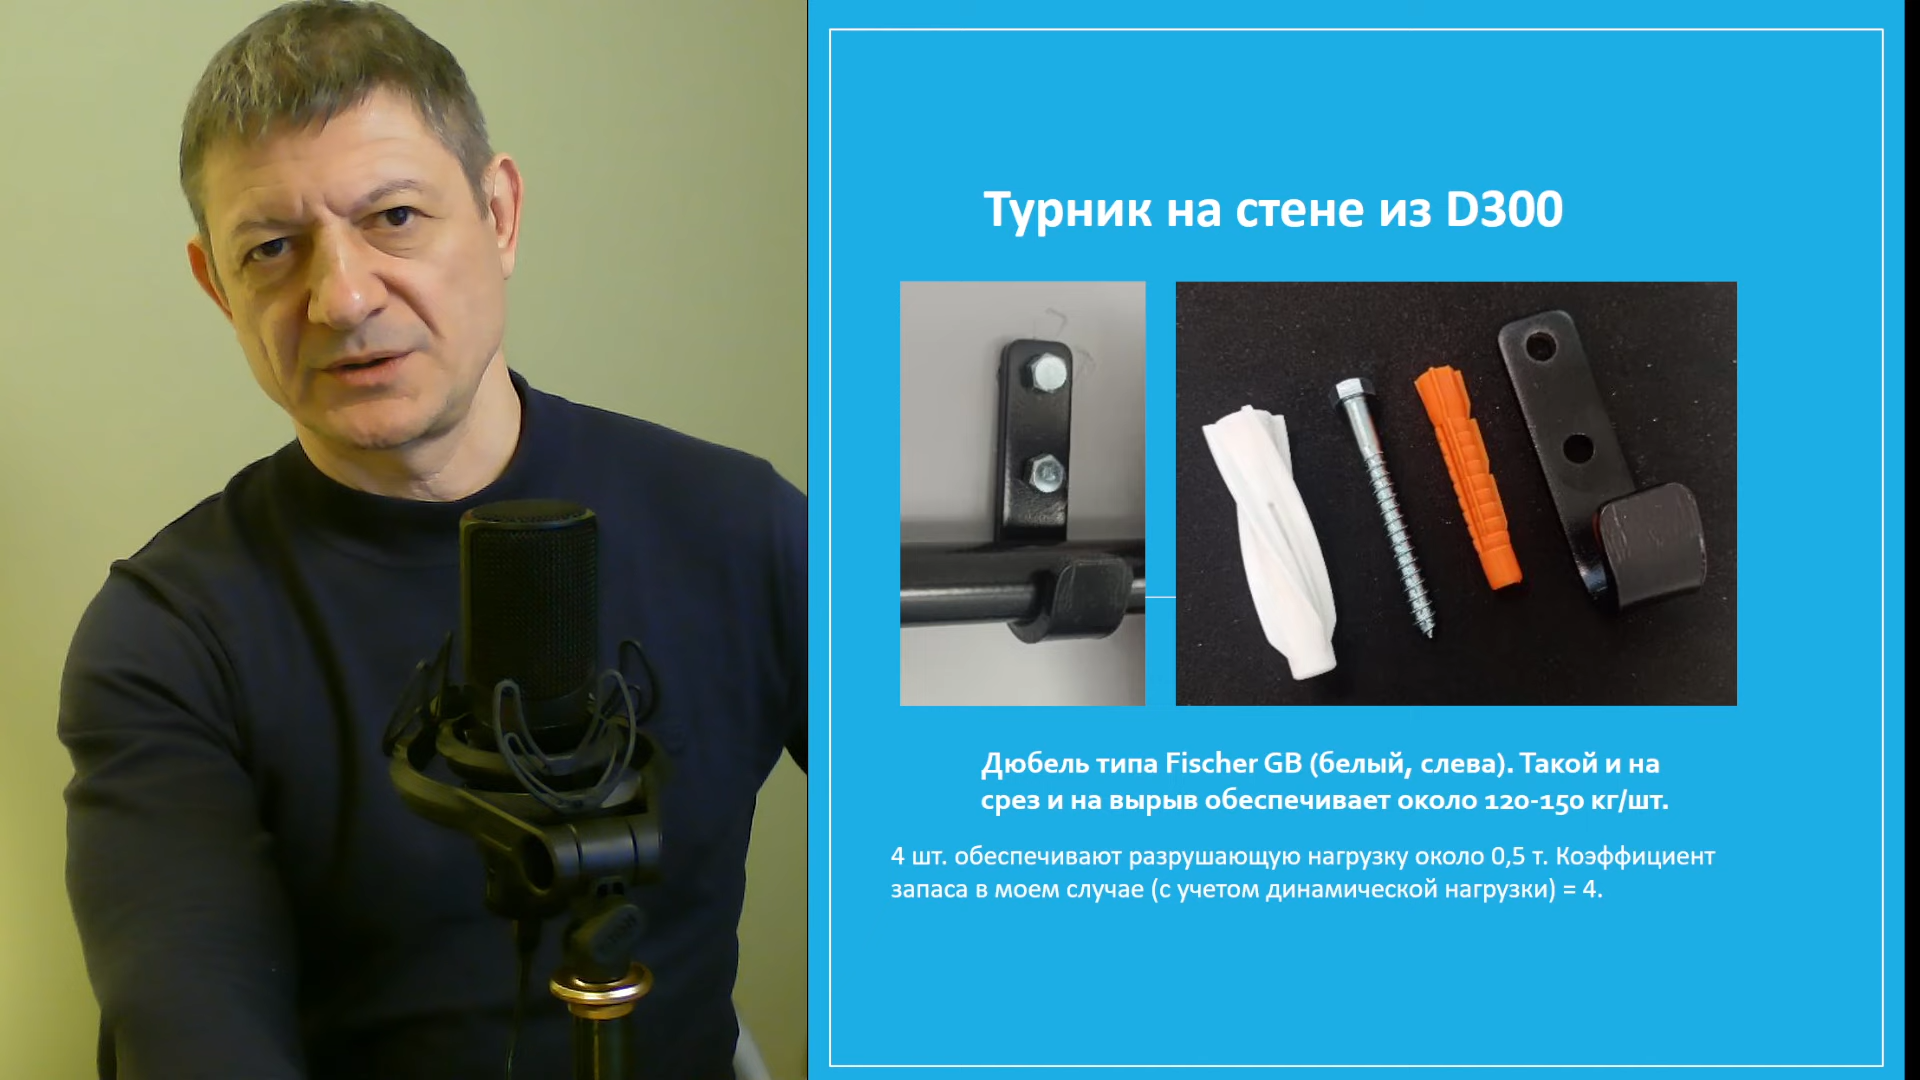 Турник на стене из D300
Дюбель типа Fischer GB (белый, слева). Такой и на
срез и на вырыв обеспечивает около 120-150 кг/шт.
4 шт. обеспечивают разрушающую нагрузку около 0,5 т. Коэффициент
запаса в моем случае (с учетом динамической нагрузки) = 4.